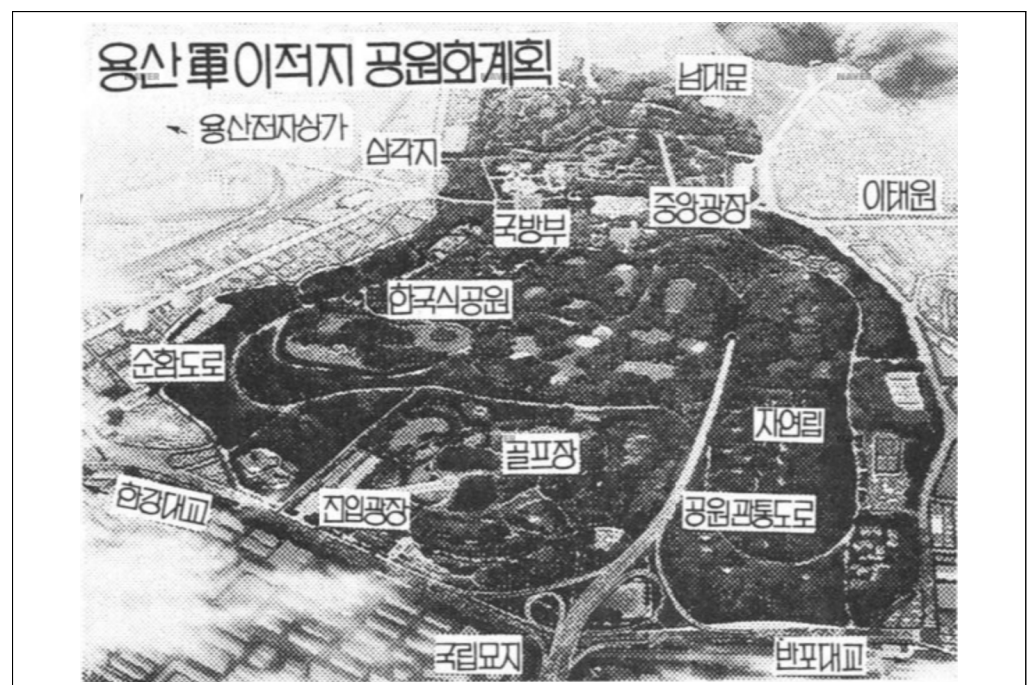 용산 軍 이적지 공원화계획
남대문
용산전자상가
삼각지
이태원
중앙광장
국방부
한국식공원
순환도로
자연림
골프장
한강대교
진입광장
공원관통도로
국립묘지
반포대교